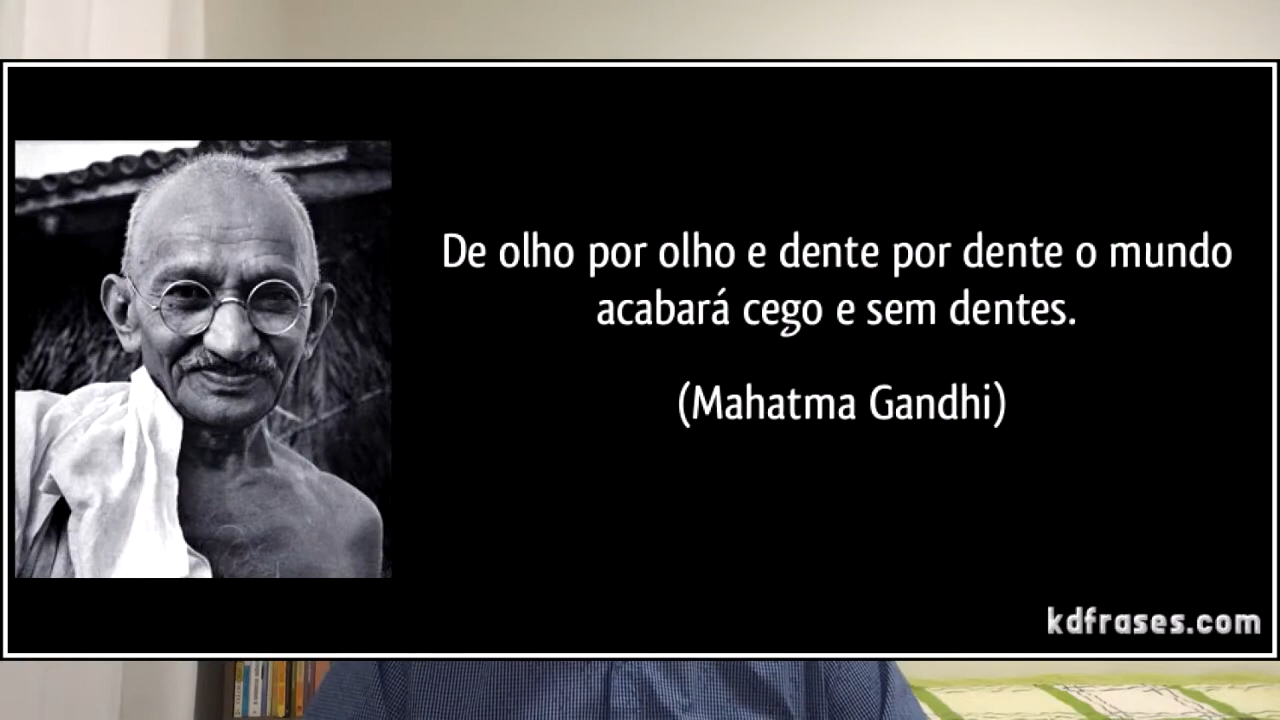 De olho por olho e dente por dente o mundo
acabará cego e sem dentes.
(Mahatma Gandhi)
kdfrases.com